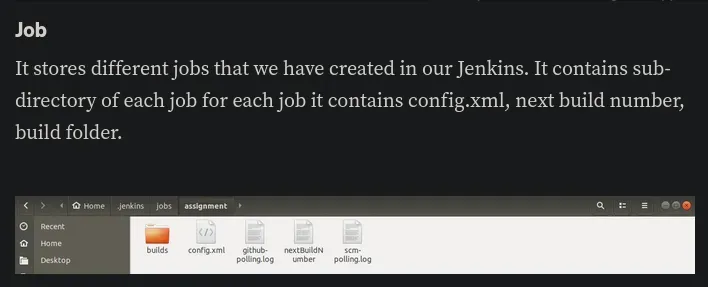 Job
It stores different jobs that we have created in our Jenkins. It contains sub-
directory of each job for each job it contains config.xml, next build number,
build folder.
Home .jenkins jobs assignment
Recent
Home
Desktop
builds config.xml github- nextBuildN scm-
polling.log umber polling.log